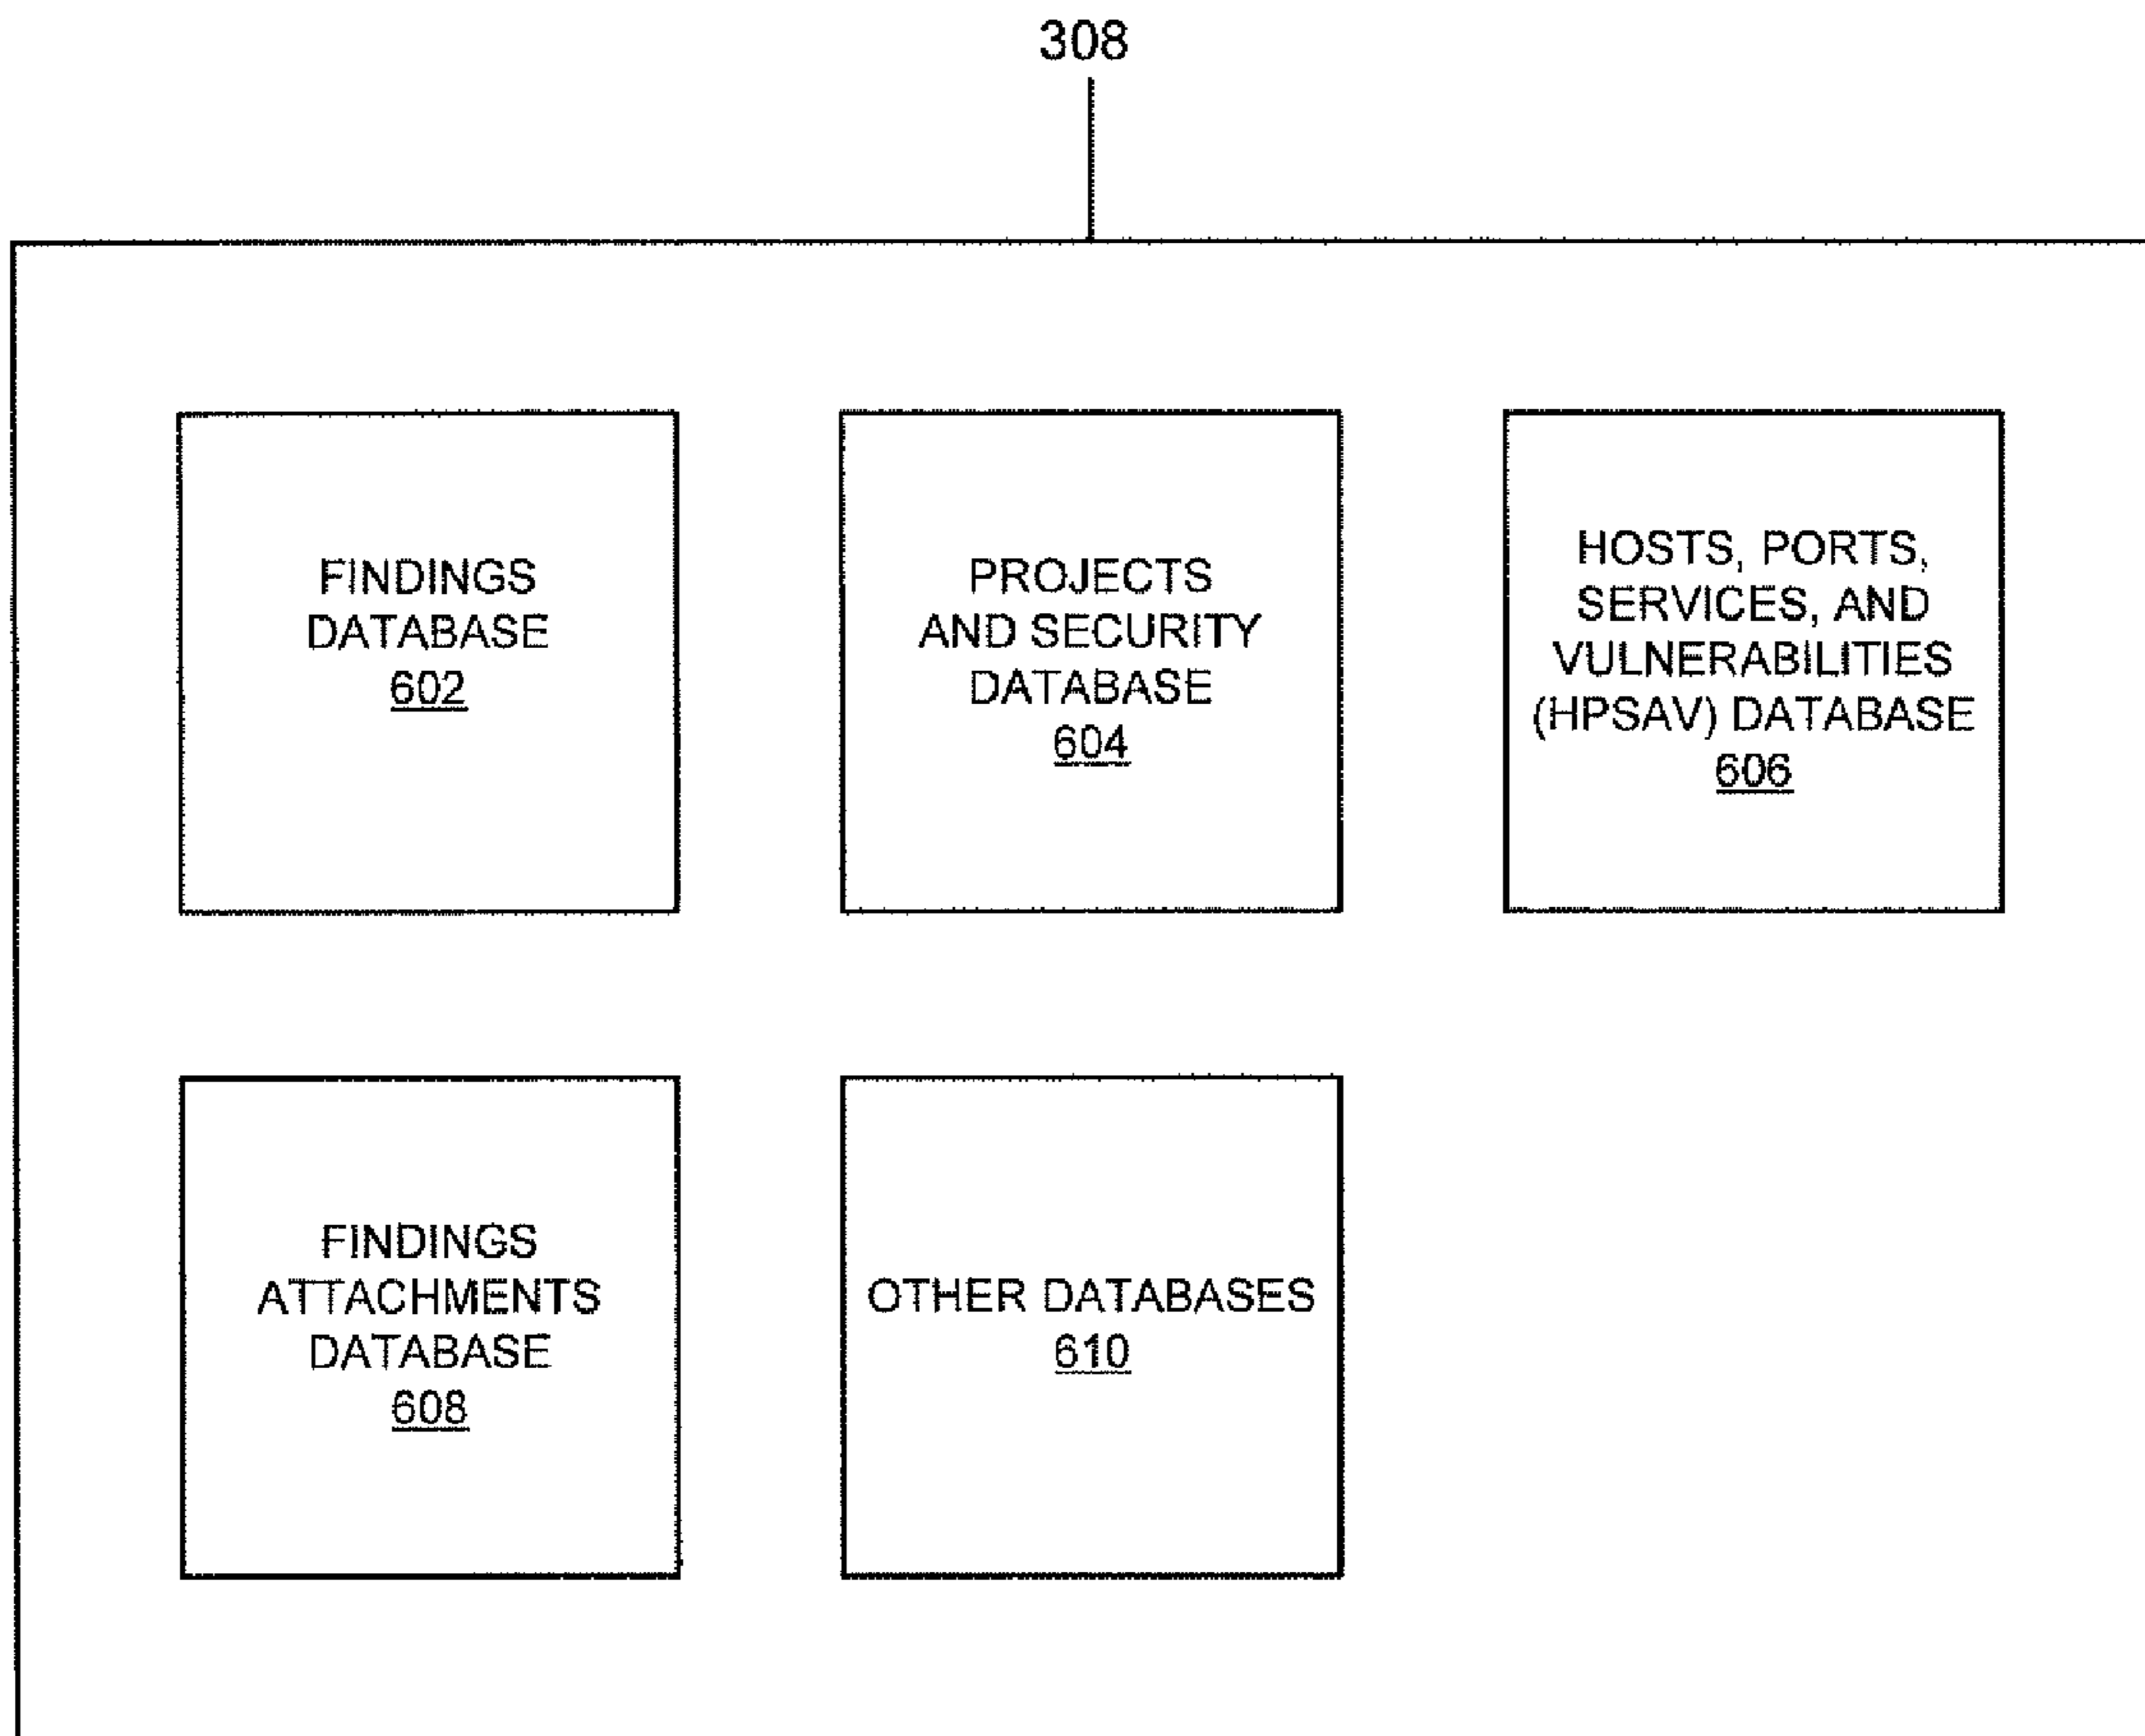 308
FINDINGS
DATABASE
602
PROJECTS
AND SECURITY
DATABASE
604
HOSTS, PORTS,
SERVICES, AND
VULNERABILITIES
(HPSAV) DATABASE
606
FINDINGS
ATTACHMENTS
DATABASE
608
OTHER DATABASES
610